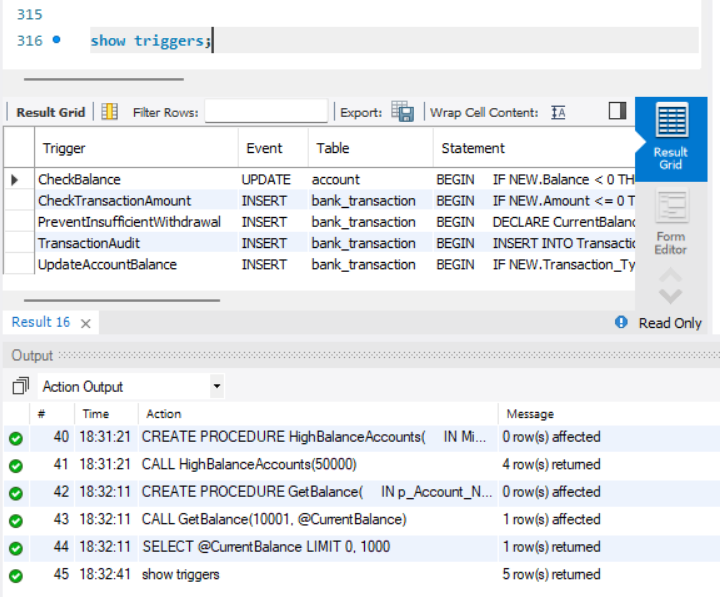 315
316 show triggers;
Result Grid Filter Rows: Export: Wrap Cell Content:
Result Grid
Form Editor
Trigger Event Table Statement
CheckBalance UPDATE account BEGIN IF NEW.Balance < 0 TH
CheckTransactionAmount INSERT bank_transaction BEGIN IF NEW.Amount <= 0 T
PreventInsufficientWithdrawal INSERT bank_transaction BEGIN DECLARE CurrentBalanc
TransactionAudit INSERT bank_transaction BEGIN INSERT INTO Transactic
UpdateAccountBalance INSERT bank_transaction BEGIN IF NEW.Transaction_Ty
Result 16 Read Only
Output
Action Output
# Time Action Message
40 18:31:21 CREATE PROCEDURE HighBalanceAccounts( IN Mi... 0 row(s) affected
41 18:31:21 CALL HighBalanceAccounts(50000) 4 row(s) returned
42 18:32:11 CREATE PROCEDURE GetBalance( IN p_Account_N... 0 row(s) affected
43 18:32:11 CALL GetBalance(10001, @CurrentBalance) 1 row(s) affected
44 18:32:11 SELECT @CurrentBalance LIMIT 0, 1000 1 row(s) returned
45 18:32:41 show triggers 5 row(s) returned